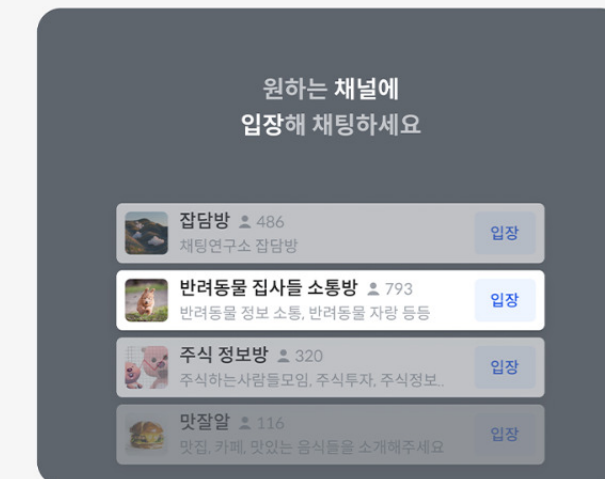 원하는 채널에
입장해 채팅하세요
잡담방 486
채팅연구소 잡담방
입장
반려동물 집사들 소통방 793
반려동물 정보 소통, 반려동물 자랑 등등
입장
주식 정보방 320
주식하는사람들모임, 주식투자, 주식정보..
입장
맛잘알 116
맛집, 카페, 맛있는 음식들을 소개해주세요
입장